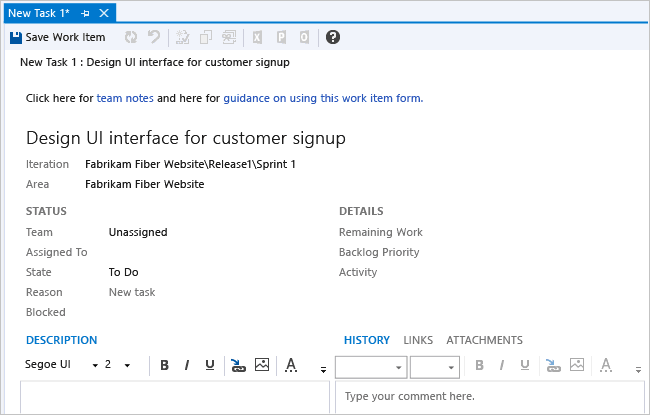 New Task 1*
Save Work Item
New Task 1 : Design UI interface for customer signup
Click here for team notes and here for guidance on using this work item form.
Design UI interface for customer signup
Iteration Fabrikam Fiber Website\Release1\Sprint 1
Area Fabrikam Fiber Website
STATUS DETAILS
Team Unassigned Remaining Work
Assigned To Backlog Priority
State To Do Activity
Reason New task
Blocked
DESCRIPTION HISTORY LINKS ATTACHMENTS
Segoe UI 2 B I U A B I U A
Type your comment here.